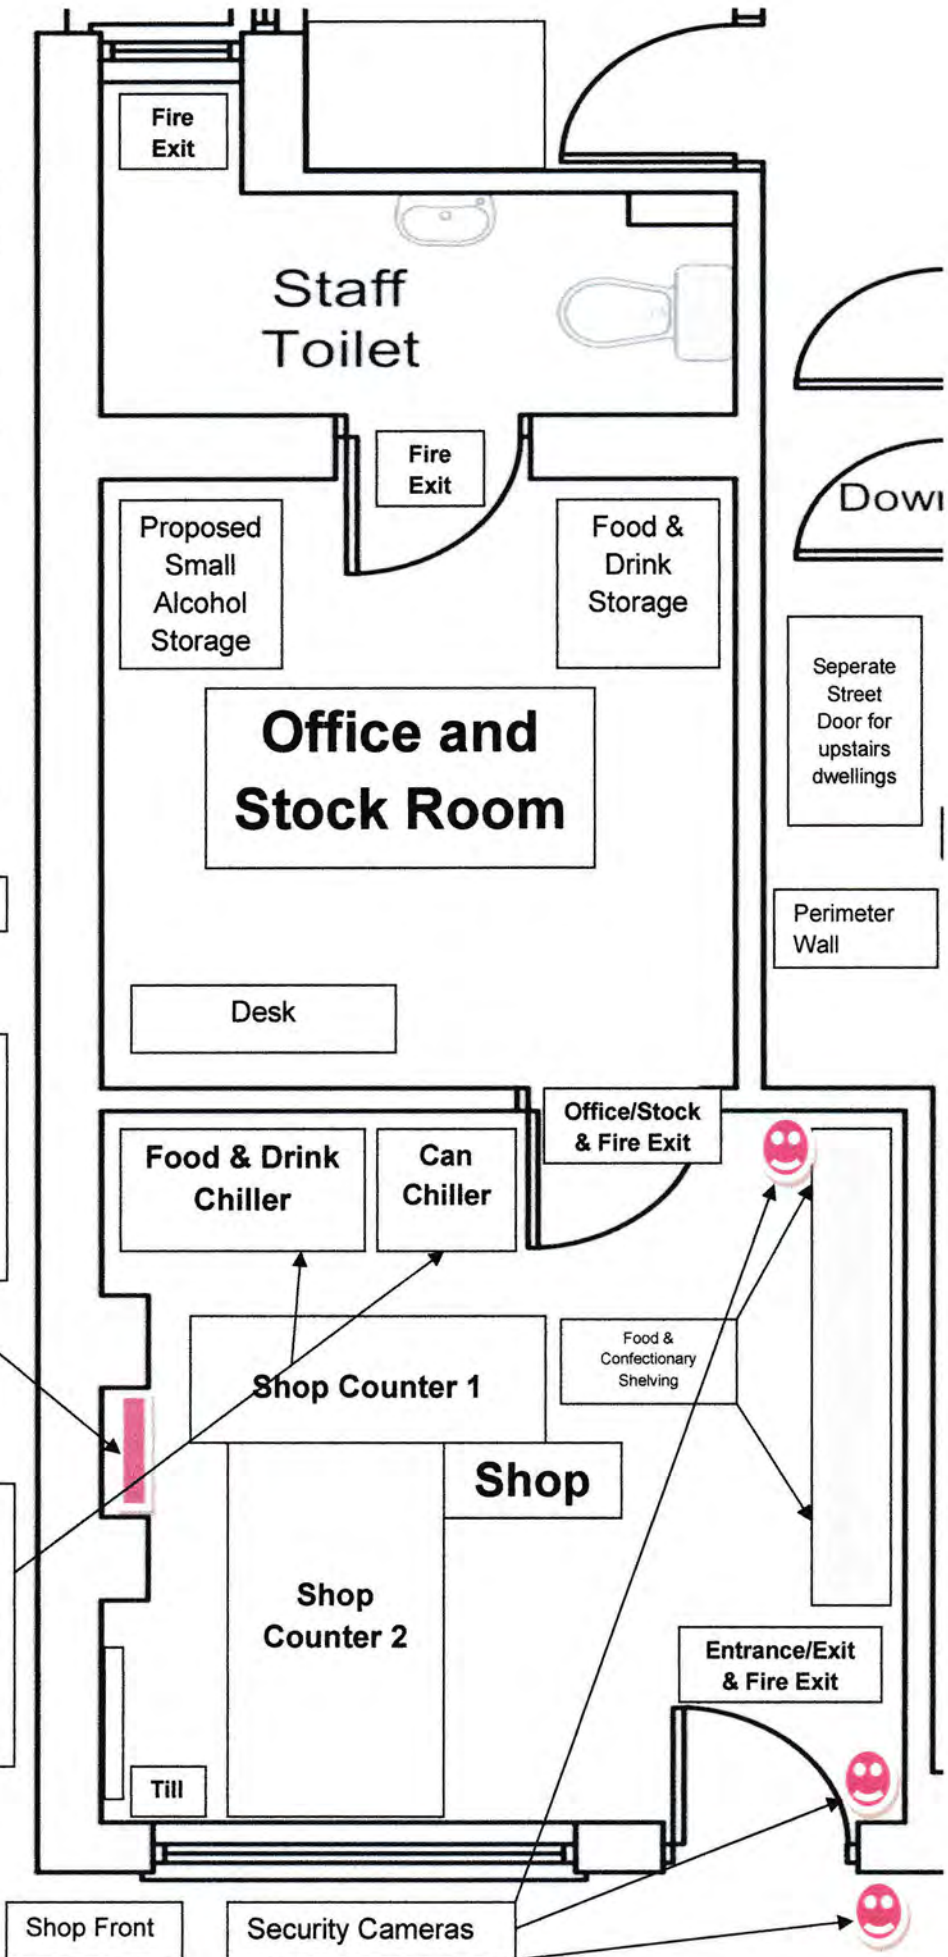 Fire
Exit
Staff
Toilet
Fire
Exit
Proposed
Small
Alcohol
Storage
Food &
Drink
Storage
Office and
Stock Room
Seperate
Street
Door for
upstairs
dwellings
Perimeter
Wall
Desk
Office/Stock
& Fire Exit
Food & Drink
Chiller
Can
Chiller
Shop Counter 1
Food &
Confectionary
Shelving
Shop
Shop
Counter 2
Entrance/Exit
& Fire Exit
Till
Shop Front
Security Cameras